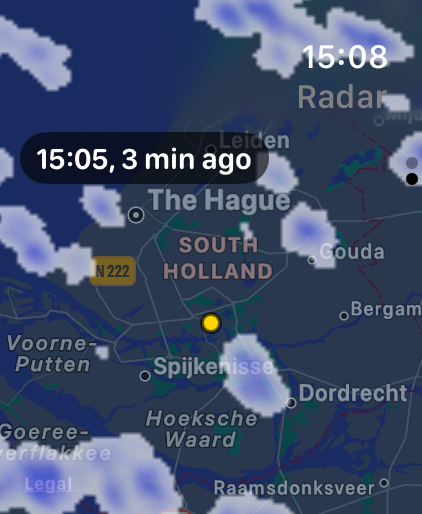 15:08
Radar
Leiden
15:05, 3 min ago
The Hague
SOUTH
HOLLAND
Gouda
N 222
Bergam
Voorne-
Putten
Spijkenisse
Dordrecht
Hoeksche
Waard
Goeree-
verflakkee
Legal
Raamsdonksveer